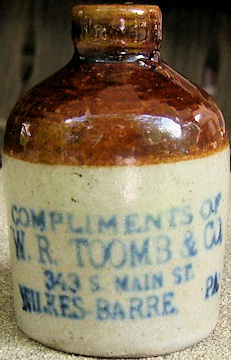 COMPLIMENTS OF
W. R. TOOMB & CO
343 S. MAIN ST.
WILKES-BARRE, PA